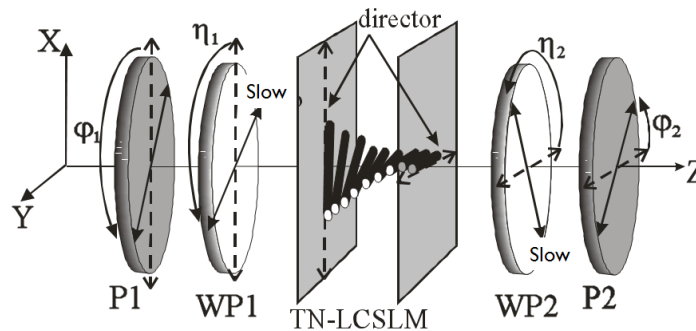 director
X
η₁
η₂
Slow
φ₁
φ₂
Y
Z
Slow
P1
WP1
WP2
P2
TN-LCSLM